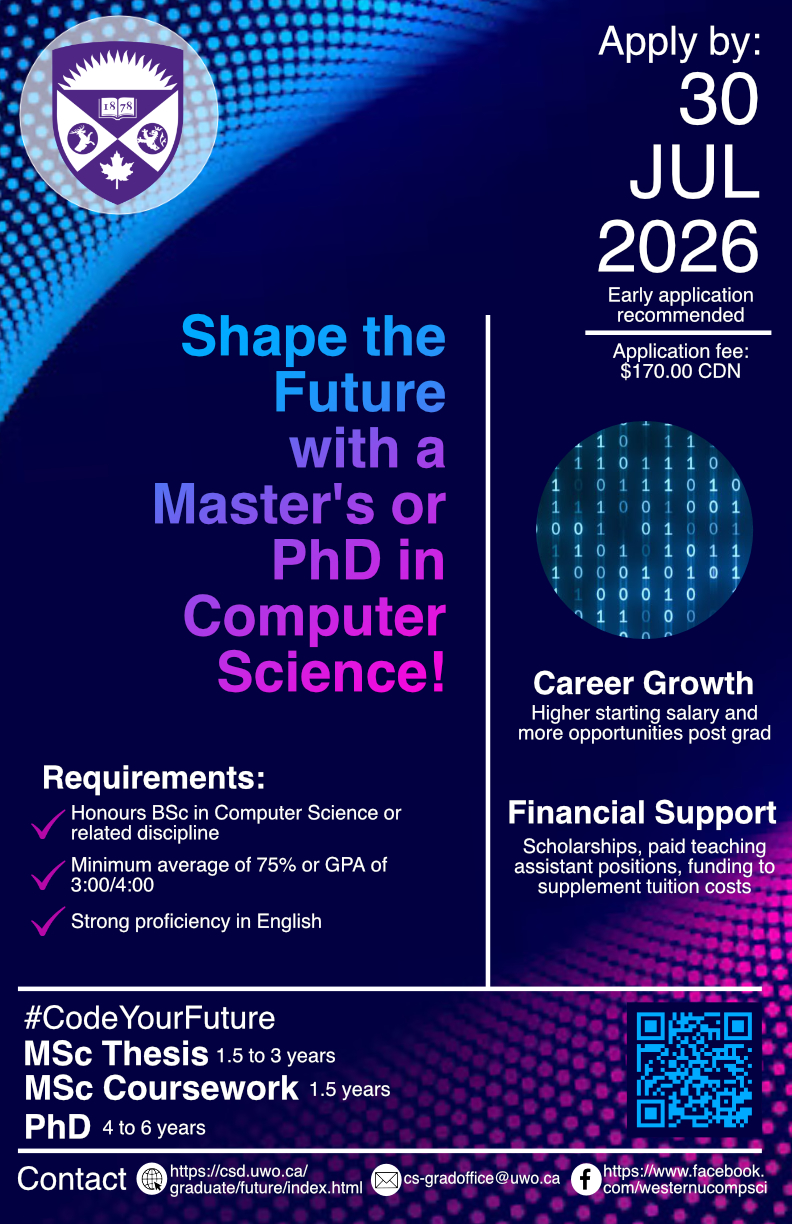 1878
Apply by:
30
JUL
2026
Early application
recommended
Application fee:
$170.00 CDN
Shape the
Future
with a
Master's or
PhD in
Computer
Science!
Career Growth
Higher starting salary and
more opportunities post grad
Financial Support
Scholarships, paid teaching
assistant positions, funding to
supplement tuition costs
Requirements:
Honours BSc in Computer Science or
related discipline
Minimum average of 75% or GPA of
3:00/4:00
Strong proficiency in English
#CodeYourFuture
MSc Thesis 1.5 to 3 years
MSc Coursework 1.5 years
PhD 4 to 6 years
Contact
https://csd.uwo.ca/
graduate/future/index.html
cs-gradoffice@uwo.ca
https://www.facebook.
com/westernucompsci